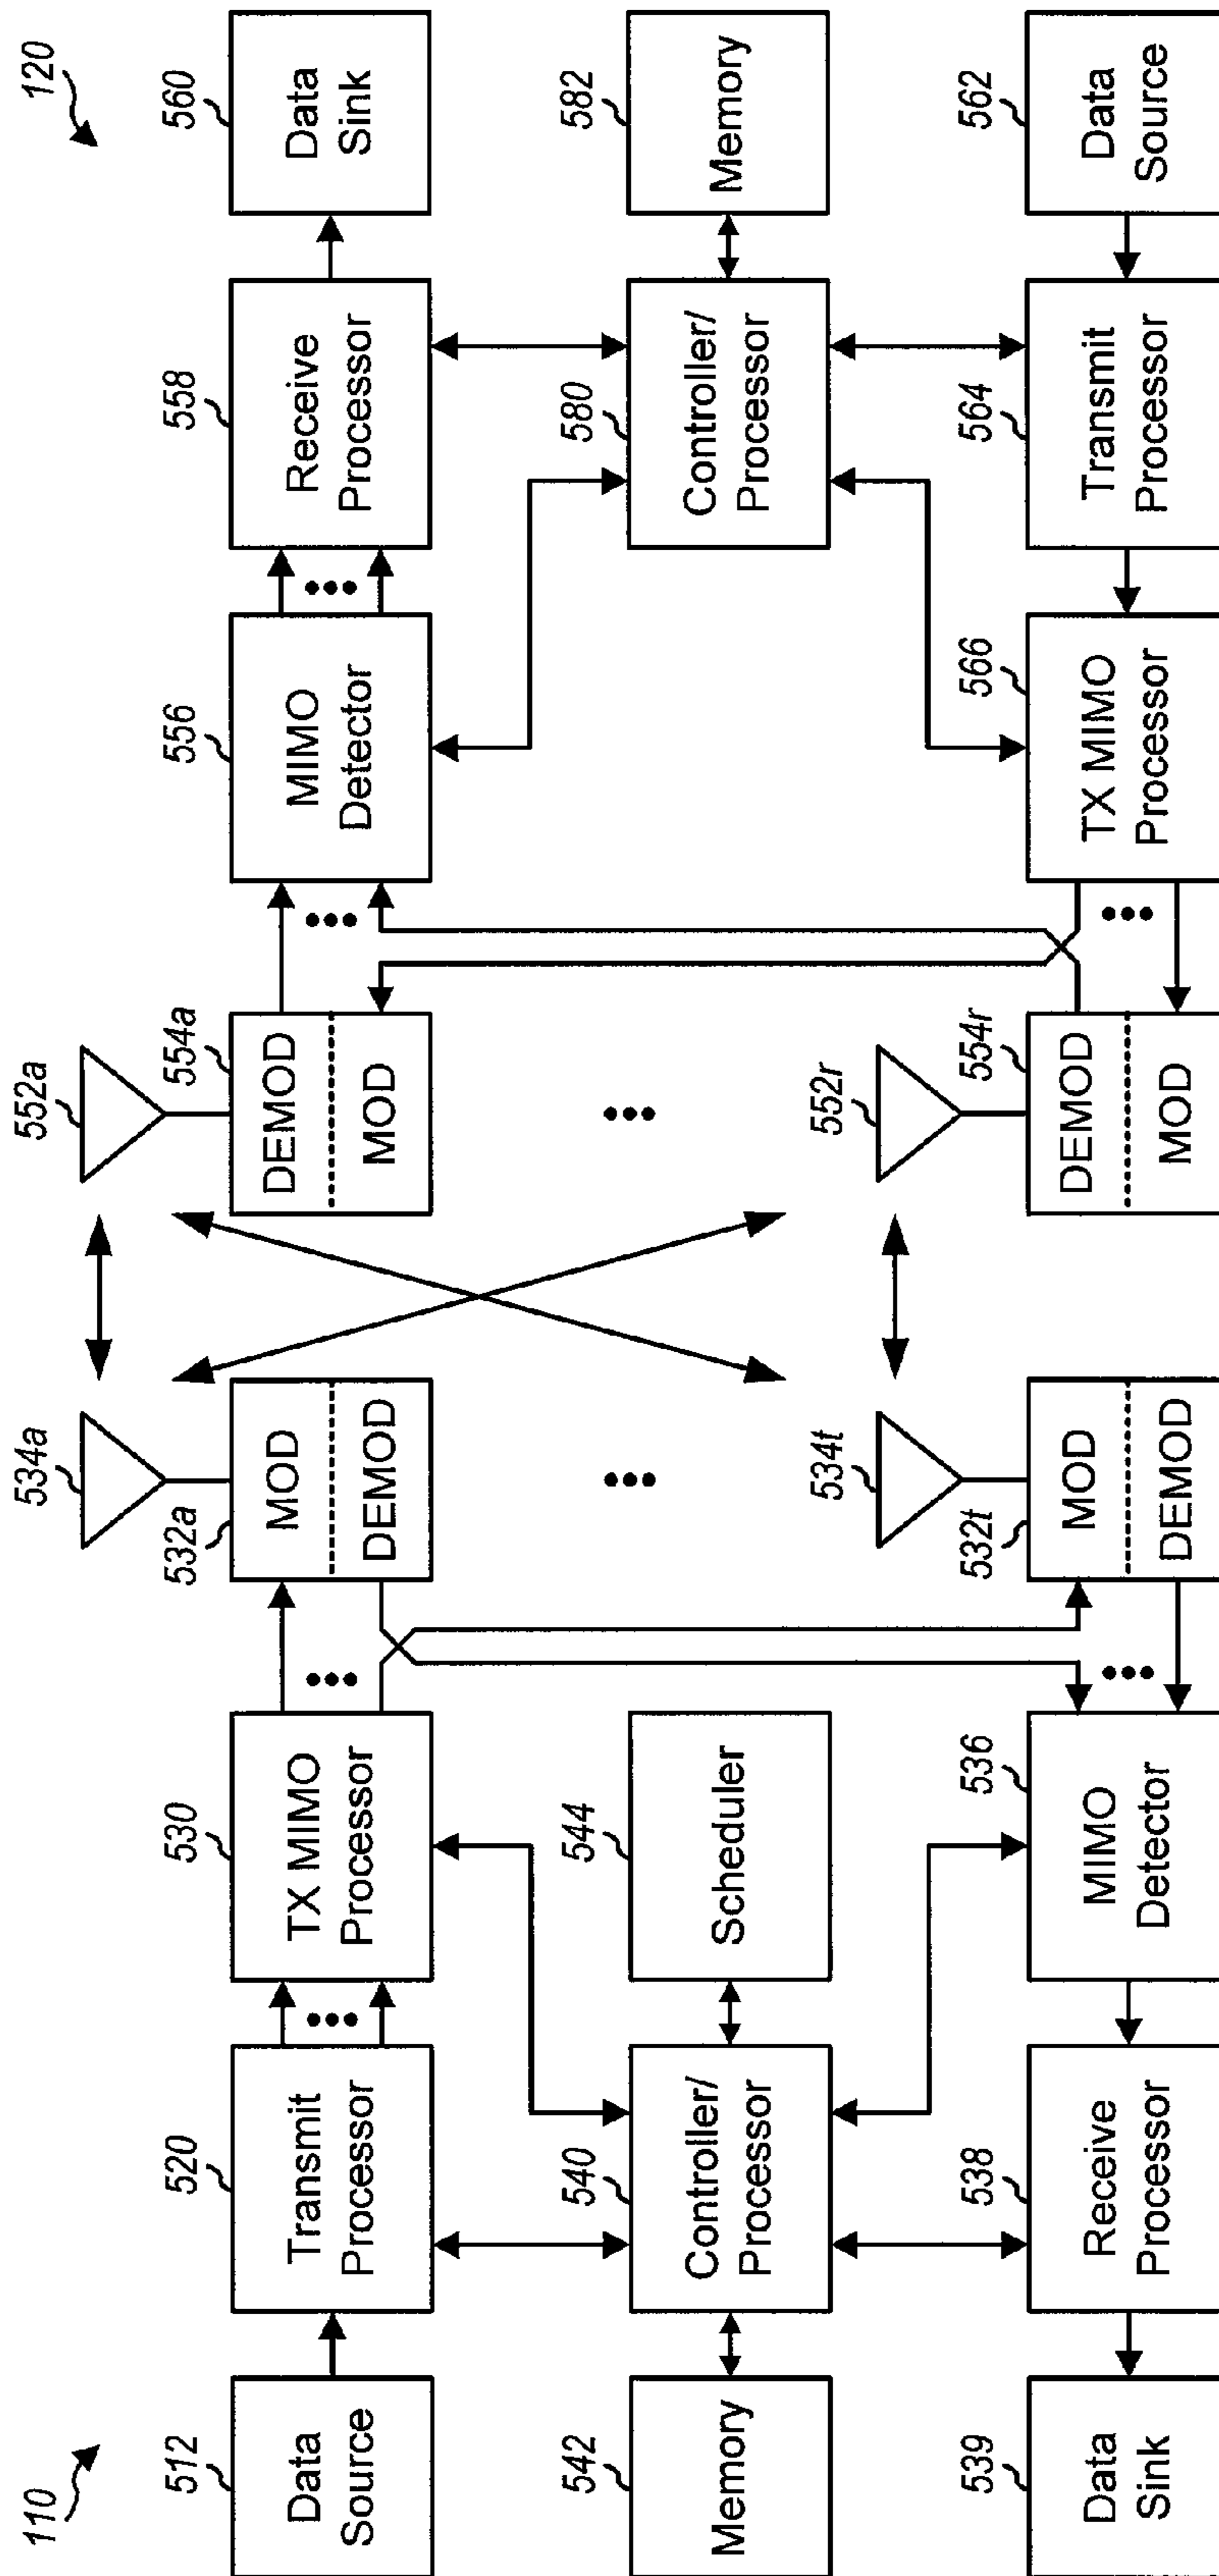 110
120
512
Data
Source
520
Transmit
Processor
530
TX MIMO
Processor
532a
534a
MOD
DEMOD
552a
554a
DEMOD
MOD
556
MIMO
Detector
558
Receive
Processor
560
Data
Sink
542
Memory
540
Controller/
Processor
544
Scheduler
580
Controller/
Processor
582
Memory
539
Data
Sink
538
Receive
Processor
536
MIMO
Detector
532t
534t
MOD
DEMOD
552r
554r
DEMOD
MOD
566
TX MIMO
Processor
564
Transmit
Processor
562
Data
Source